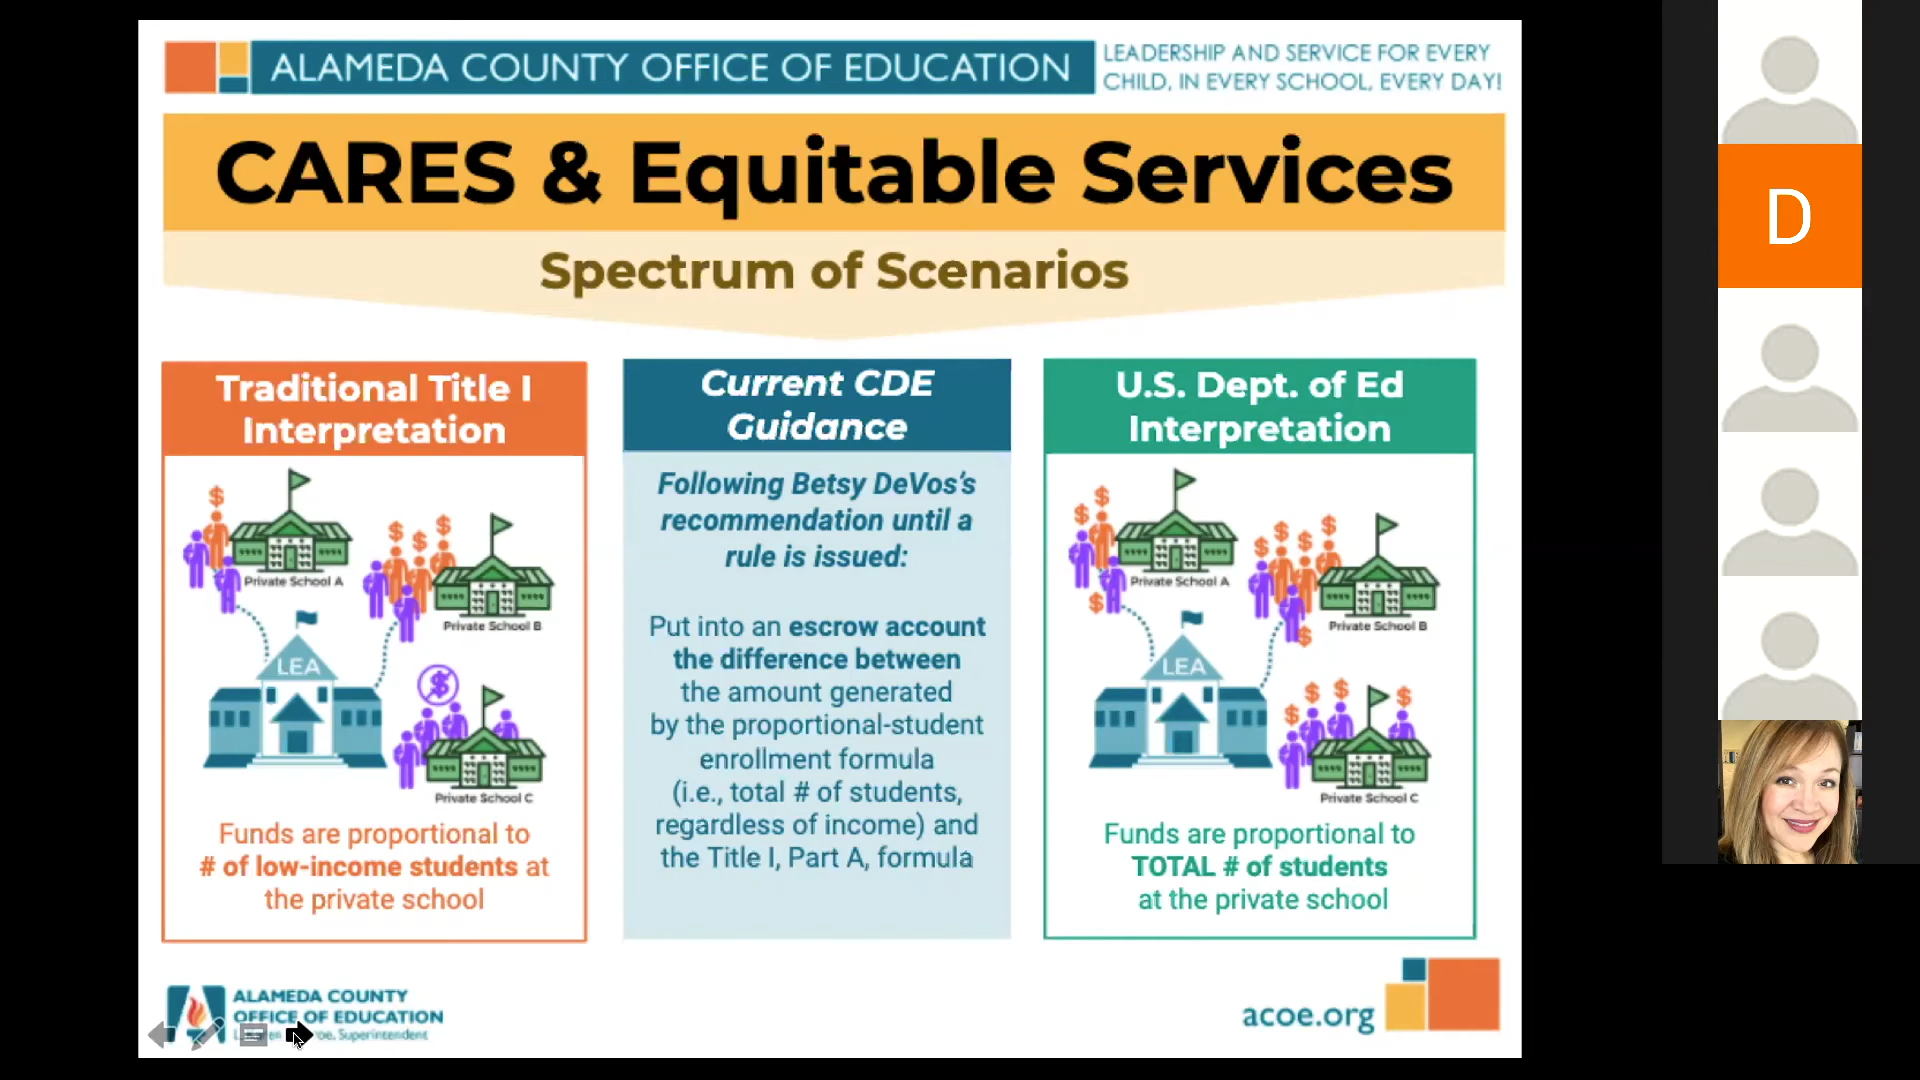 ALAMEDA COUNTY OFFICE OF EDUCATION
LEADERSHIP AND SERVICE FOR EVERY
CHILD, IN EVERY SCHOOL, EVERY DAY!
CARES & Equitable Services
Spectrum of Scenarios
Traditional Title I
Interpretation
$
$ $ $
Private School A
Private School B
LEA
$
Private School C
Funds are proportional to
# of low-income students at
the private school
Current CDE
Guidance
Following Betsy DeVos's
recommendation until a
rule is issued:
Put into an escrow account
the difference between
the amount generated
by the proportional-student
enrollment formula
(i.e., total # of students,
regardless of income) and
the Title I, Part A, formula
U.S. Dept. of Ed
Interpretation
$ $
$ $ $ $
Private School A
$
Private School B
$
LEA
$ $ $ $
Private School C
Funds are proportional to
TOTAL # of students
at the private school
ALAMEDA COUNTY
OFFICE OF EDUCATION
Superintendent
acoe.org
D